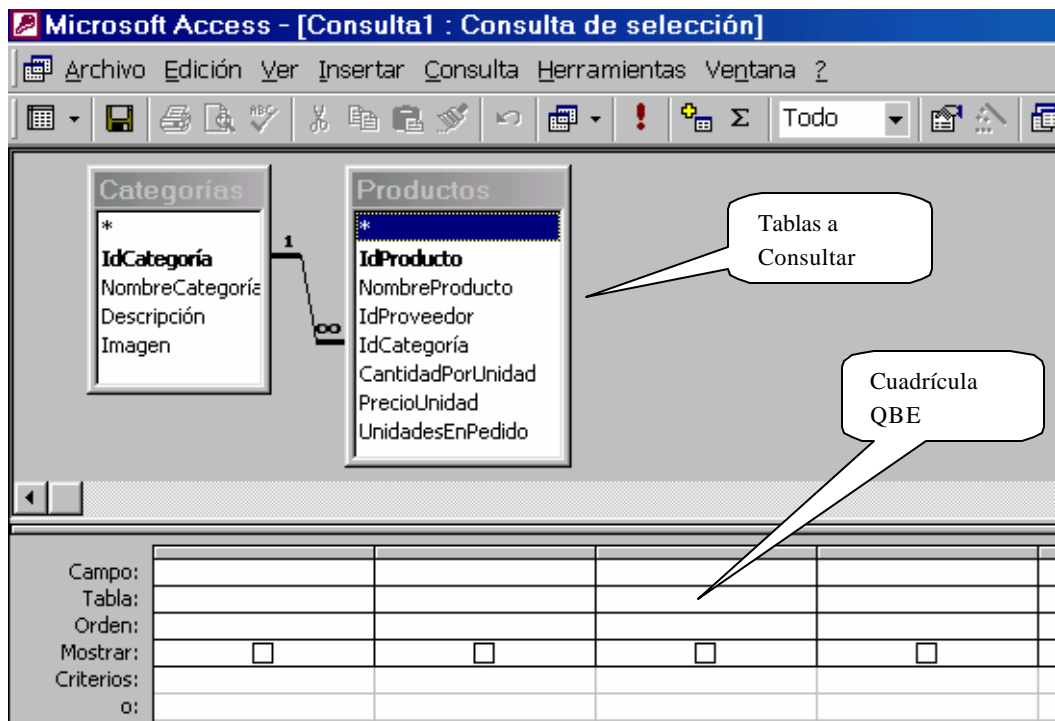 Microsoft Access - [Consulta1 : Consulta de selección]
Archivo Edición Ver Insertar Consulta Herramientas Ventana ?
ABC Σ Todo
Categorías
*
IdCategoría
NombreCategoría
Descripción
Imagen
1
∞
Productos
*
IdProducto
NombreProducto
IdProveedor
IdCategoría
CantidadPorUnidad
PrecioUnidad
UnidadesEnPedido
Tablas a
Consultar
Cuadrícula
QBE
Campo:
Tabla:
Orden:
Mostrar:
Criterios:
o: